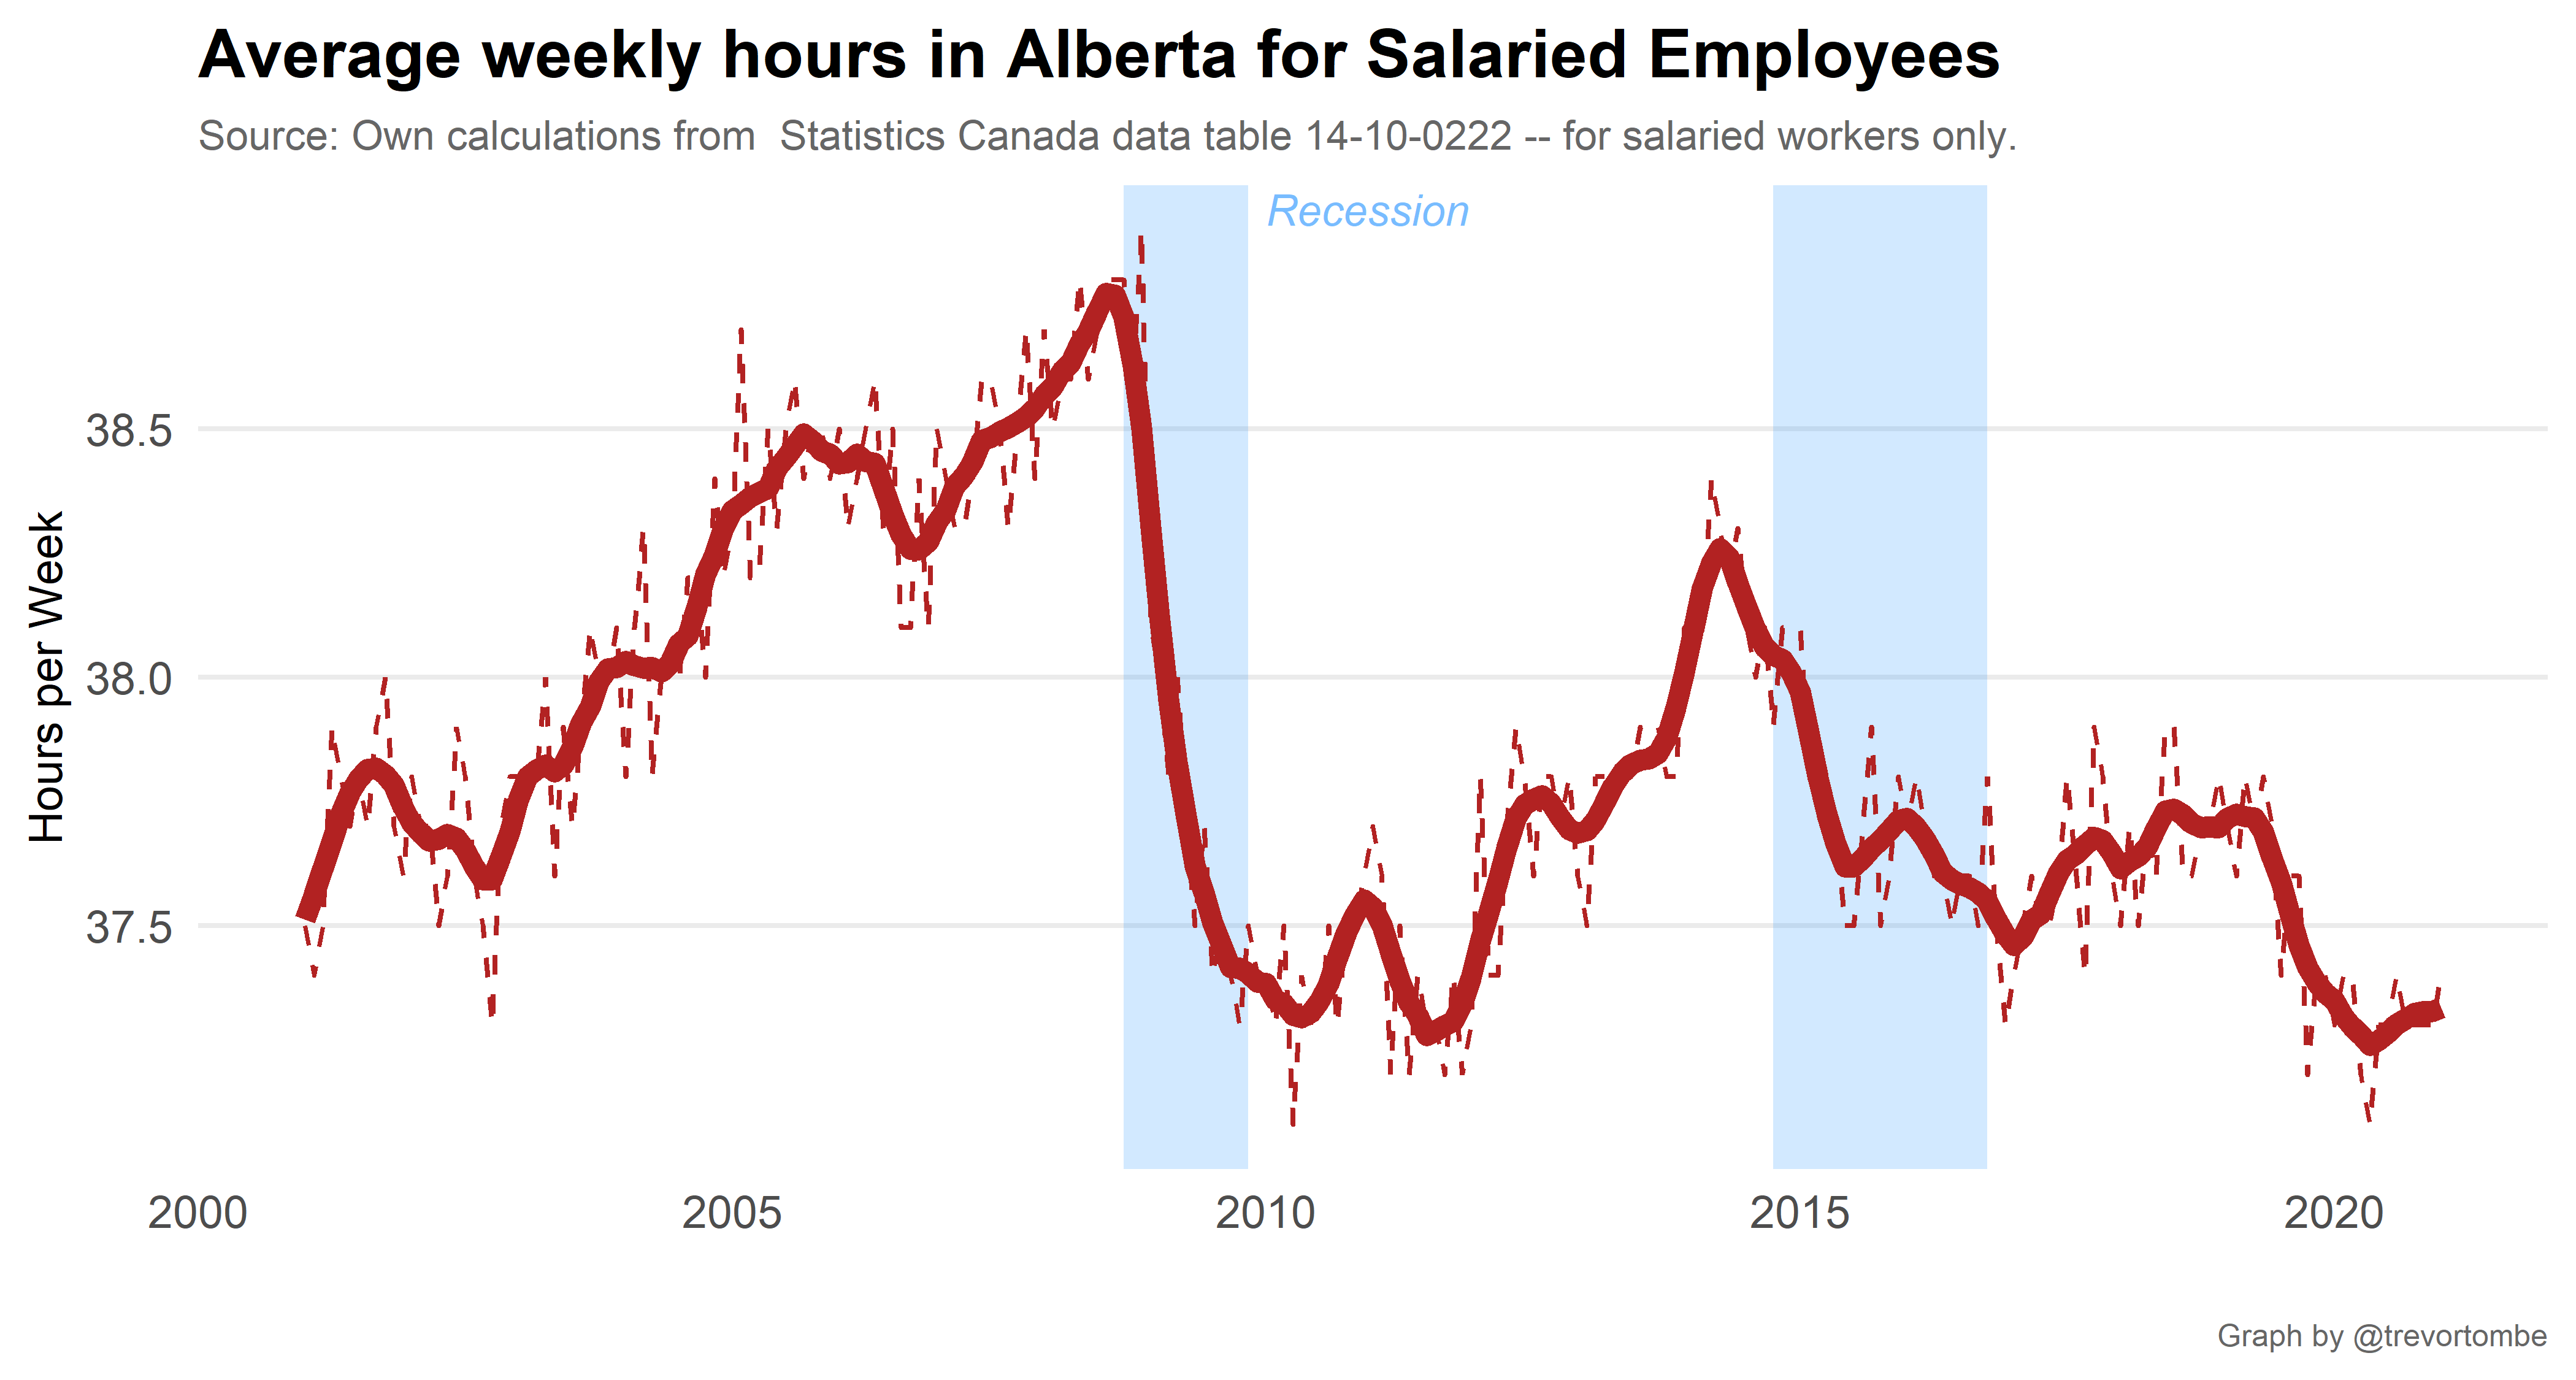 Average weekly hours in Alberta for Salaried Employees
Source: Own calculations from  Statistics Canada data table 14-10-0222 -- for salaried workers only.
Recession
38.5
38.0
37.5
Hours per Week
2000
2005
2010
2015
2020
Graph by @trevortombe